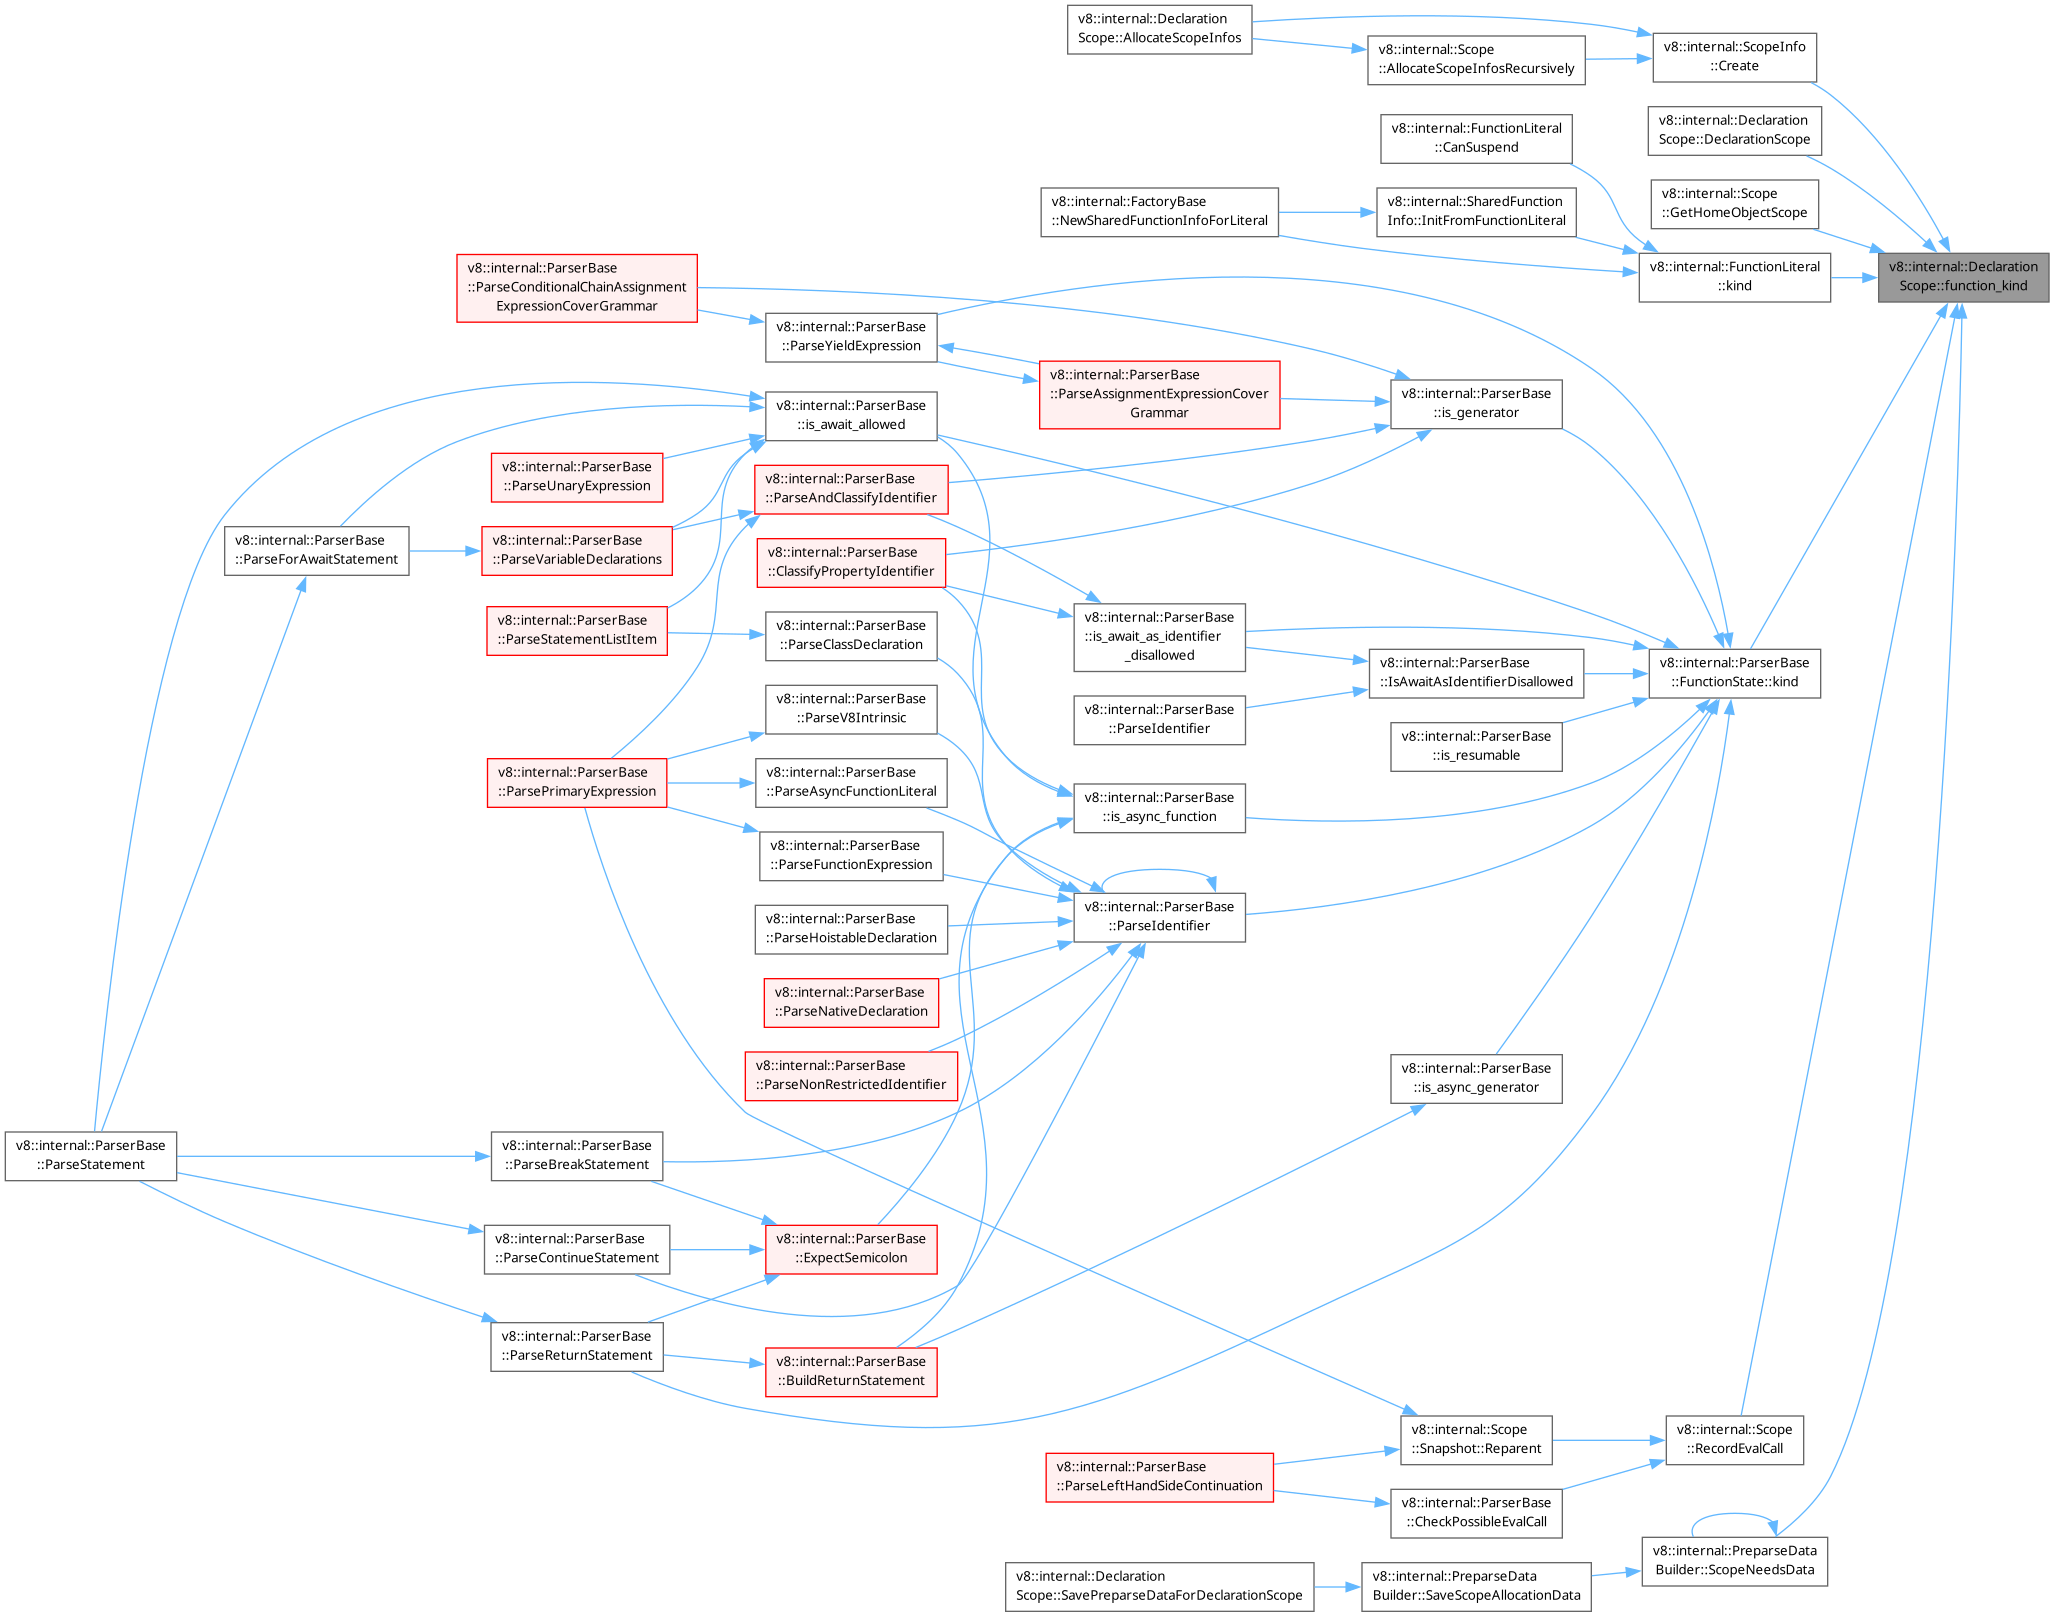 v8::internal::Declaration
Scope::AllocateScopeInfos
v8::internal::Scope
::AllocateScopeInfosRecursively
v8::internal::ScopeInfo
::Create
v8::internal::FunctionLiteral
::CanSuspend
v8::internal::Declaration
Scope::DeclarationScope
v8::internal::FactoryBase
::NewSharedFunctionInfoForLiteral
v8::internal::SharedFunction
Info::InitFromFunctionLiteral
v8::internal::Scope
::GetHomeObjectScope
v8::internal::FunctionLiteral
::kind
v8::internal::Declaration
Scope::function_kind
v8::internal::ParserBase
::ParseConditionalChainAssignment
ExpressionCoverGrammar
v8::internal::ParserBase
::ParseYieldExpression
v8::internal::ParserBase
::ParseAssignmentExpressionCover
Grammar
v8::internal::ParserBase
::is_generator
v8::internal::ParserBase
::is_await_allowed
v8::internal::ParserBase
::ParseUnaryExpression
v8::internal::ParserBase
::ParseAndClassifyIdentifier
v8::internal::ParserBase
::ParseForAwaitStatement
v8::internal::ParserBase
::ParseVariableDeclarations
v8::internal::ParserBase
::ClassifyPropertyIdentifier
v8::internal::ParserBase
::ParseStatementListItem
v8::internal::ParserBase
::ParseClassDeclaration
v8::internal::ParserBase
::is_await_as_identifier
_disallowed
v8::internal::ParserBase
::IsAwaitAsIdentifierDisallowed
v8::internal::ParserBase
::FunctionState::kind
v8::internal::ParserBase
::ParseV8Intrinsic
v8::internal::ParserBase
::ParseIdentifier
v8::internal::ParserBase
::is_resumable
v8::internal::ParserBase
::ParsePrimaryExpression
v8::internal::ParserBase
::ParseAsyncFunctionLiteral
v8::internal::ParserBase
::is_async_function
v8::internal::ParserBase
::ParseFunctionExpression
v8::internal::ParserBase
::ParseHoistableDeclaration
v8::internal::ParserBase
::ParseIdentifier
v8::internal::ParserBase
::ParseNativeDeclaration
v8::internal::ParserBase
::ParseNonRestrictedIdentifier
v8::internal::ParserBase
::is_async_generator
v8::internal::ParserBase
::ParseStatement
v8::internal::ParserBase
::ParseBreakStatement
v8::internal::ParserBase
::ParseContinueStatement
v8::internal::ParserBase
::ExpectSemicolon
v8::internal::ParserBase
::ParseReturnStatement
v8::internal::ParserBase
::BuildReturnStatement
v8::internal::Scope
::Snapshot::Reparent
v8::internal::Scope
::RecordEvalCall
v8::internal::ParserBase
::ParseLeftHandSideContinuation
v8::internal::ParserBase
::CheckPossibleEvalCall
v8::internal::PreparseData
Builder::ScopeNeedsData
v8::internal::Declaration
Scope::SavePreparseDataForDeclarationScope
v8::internal::PreparseData
Builder::SaveScopeAllocationData